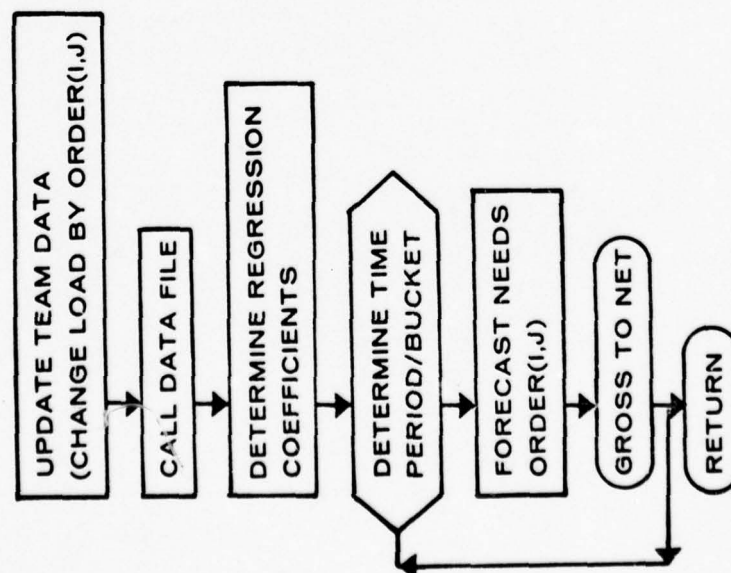 UPDATE TEAM DATA
(CHANGE LOAD BY ORDER(I,J)
CALL DATA FILE
DETERMINE REGRESSION
COEFFICIENTS
DETERMINE TIME
PERIOD/BUCKET
FORECAST NEEDS
ORDER(I,J)
GROSS TO NET
RETURN